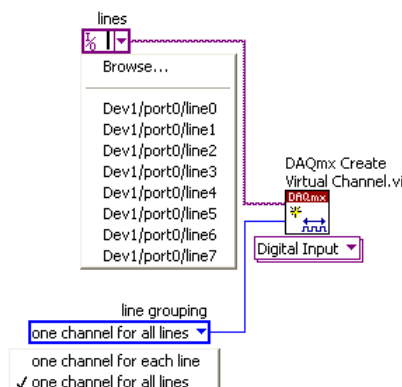 lines
I/O
Browse...
Dev1/port0/line0
Dev1/port0/line1
Dev1/port0/line2
Dev1/port0/line3
Dev1/port0/line4
Dev1/port0/line5
Dev1/port0/line6
Dev1/port0/line7
DAQmx Create
Virtual Channel.vi
DAQmx
Digital Input
line grouping
one channel for all lines
one channel for each line
✓ one channel for all lines